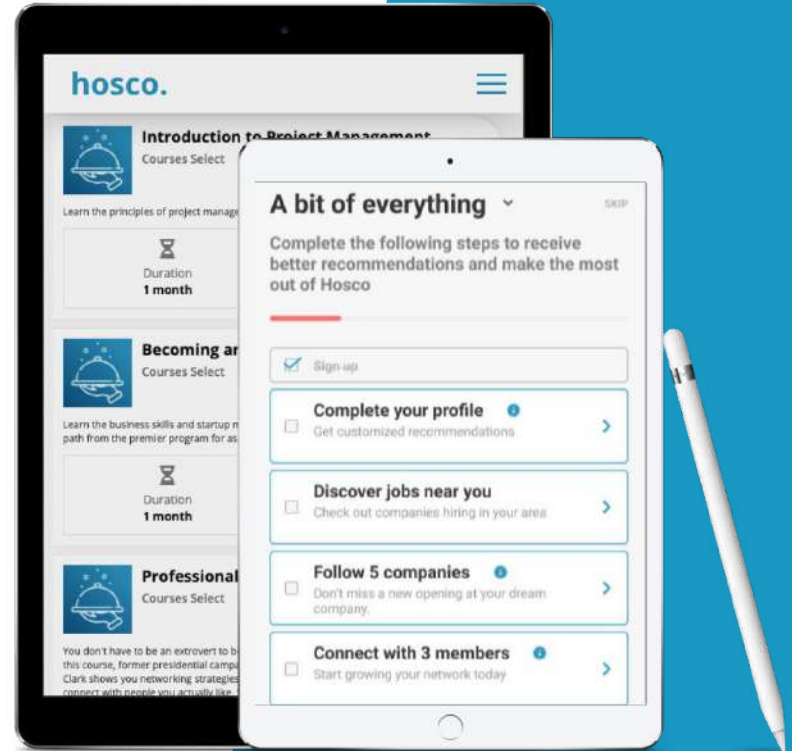 hosco.
Introduction to Project Management
Courses Select
Learn the principles of project manage
Duration
1 month
Becoming an
Courses Select
Learn the business skills and startup m
path from the premier program for as
Duration
1 month
Professional
Courses Select
You don't have to be an extrovert to b
this course, former presidential campa
Clark shows you networking strategies
connect with people you actually like.
A bit of everything
SKIP
Complete the following steps to receive
better recommendations and make the most
out of Hosco
Sign up
Complete your profile
Get customized recommendations
Discover jobs near you
Check out companies hiring in your area
Follow 5 companies
Don't miss a new opening at your dream
company.
Connect with 3 members
Start growing your network today